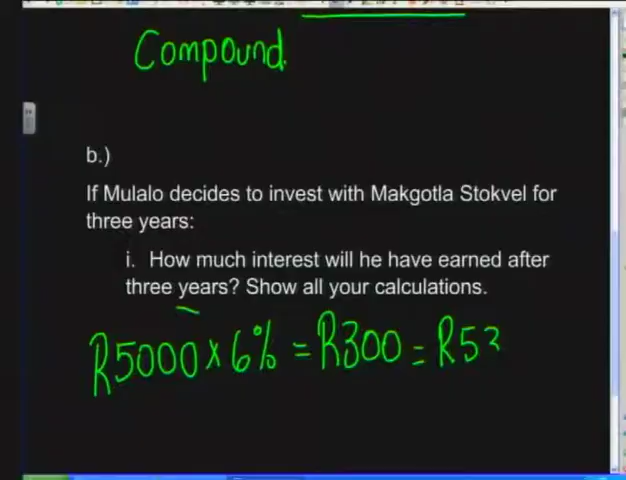 Compound.
b.)
If Mulalo decides to invest with Makgotla Stokvel for
three years:
i. How much interest will he have earned after
three years? Show all your calculations.
R5000 x 6% = R300 = R53